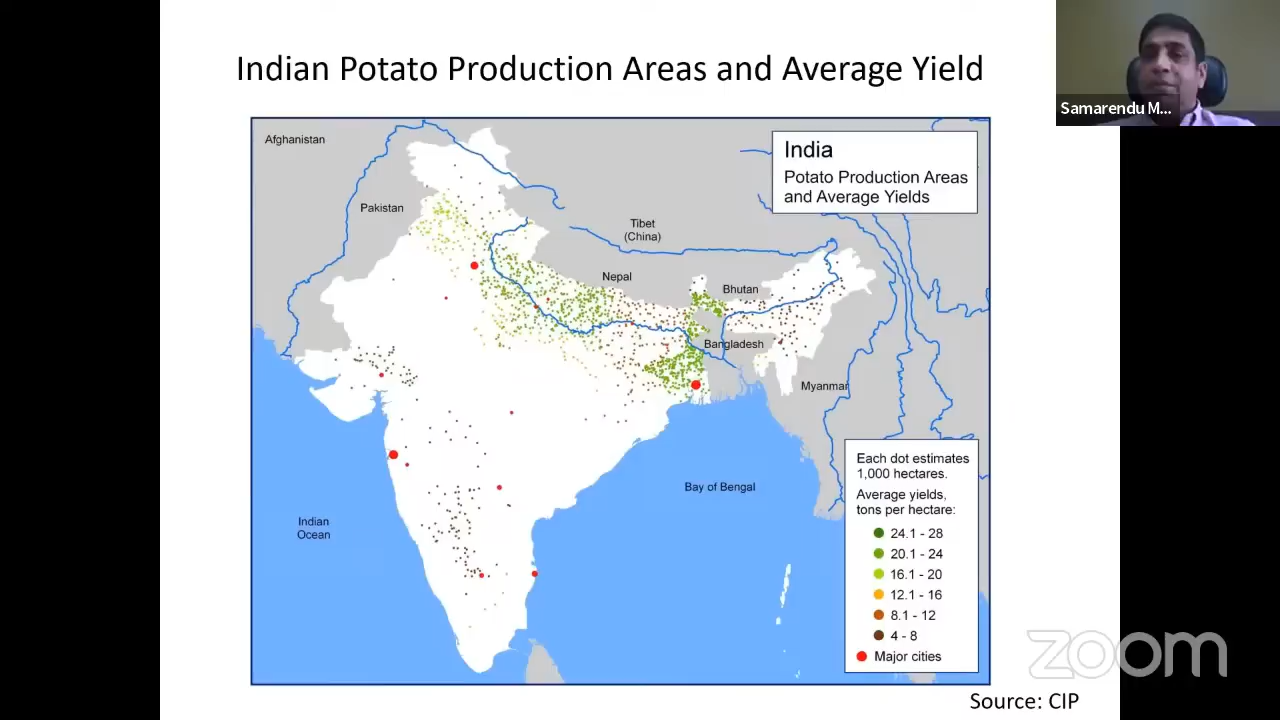 Indian Potato Production Areas and Average Yield
Samarendu M...
Afghanistan
India
Potato Production Areas
and Average Yields
Pakistan
Tibet
(China)
Nepal
Bhutan
Bangladesh
Myanmar
Each dot estimates
1,000 hectares.
Average yields,
tons per hectare:
24.1 - 28
20.1 - 24
16.1 - 20
12.1 - 16
8.1 - 12
4 - 8
Major cities
Bay of Bengal
Indian
Ocean
zoom
Source: CIP